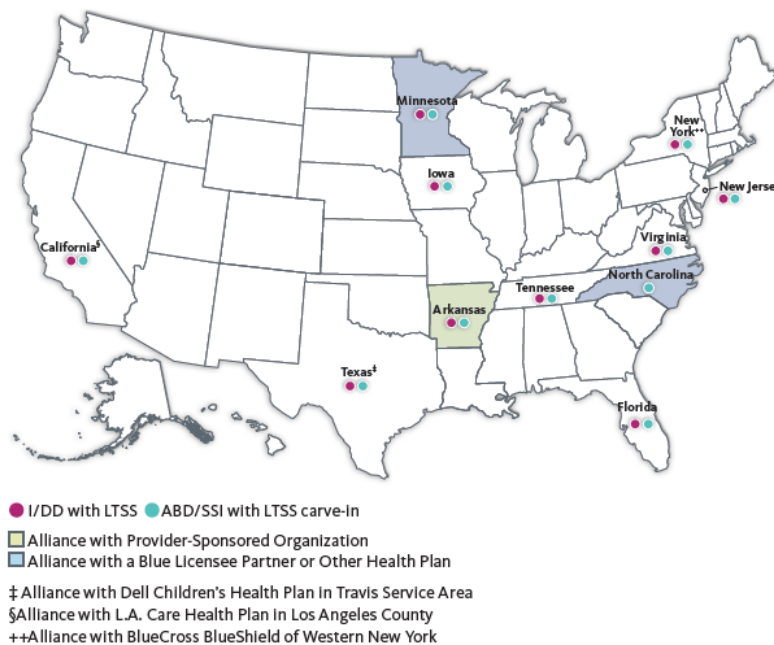 Minnesota
New
York++
Iowa
New Jerse
Virginia
California§
North Carolina
Tennessee
Arkansas
Texas‡
Florida
I/DD with LTSS ABD/SSI with LTSS carve-in
Alliance with Provider-Sponsored Organization
Alliance with a Blue Licensee Partner or Other Health Plan
‡ Alliance with Dell Children's Health Plan in Travis Service Area
§Alliance with L.A. Care Health Plan in Los Angeles County
++Alliance with BlueCross BlueShield of Western New York